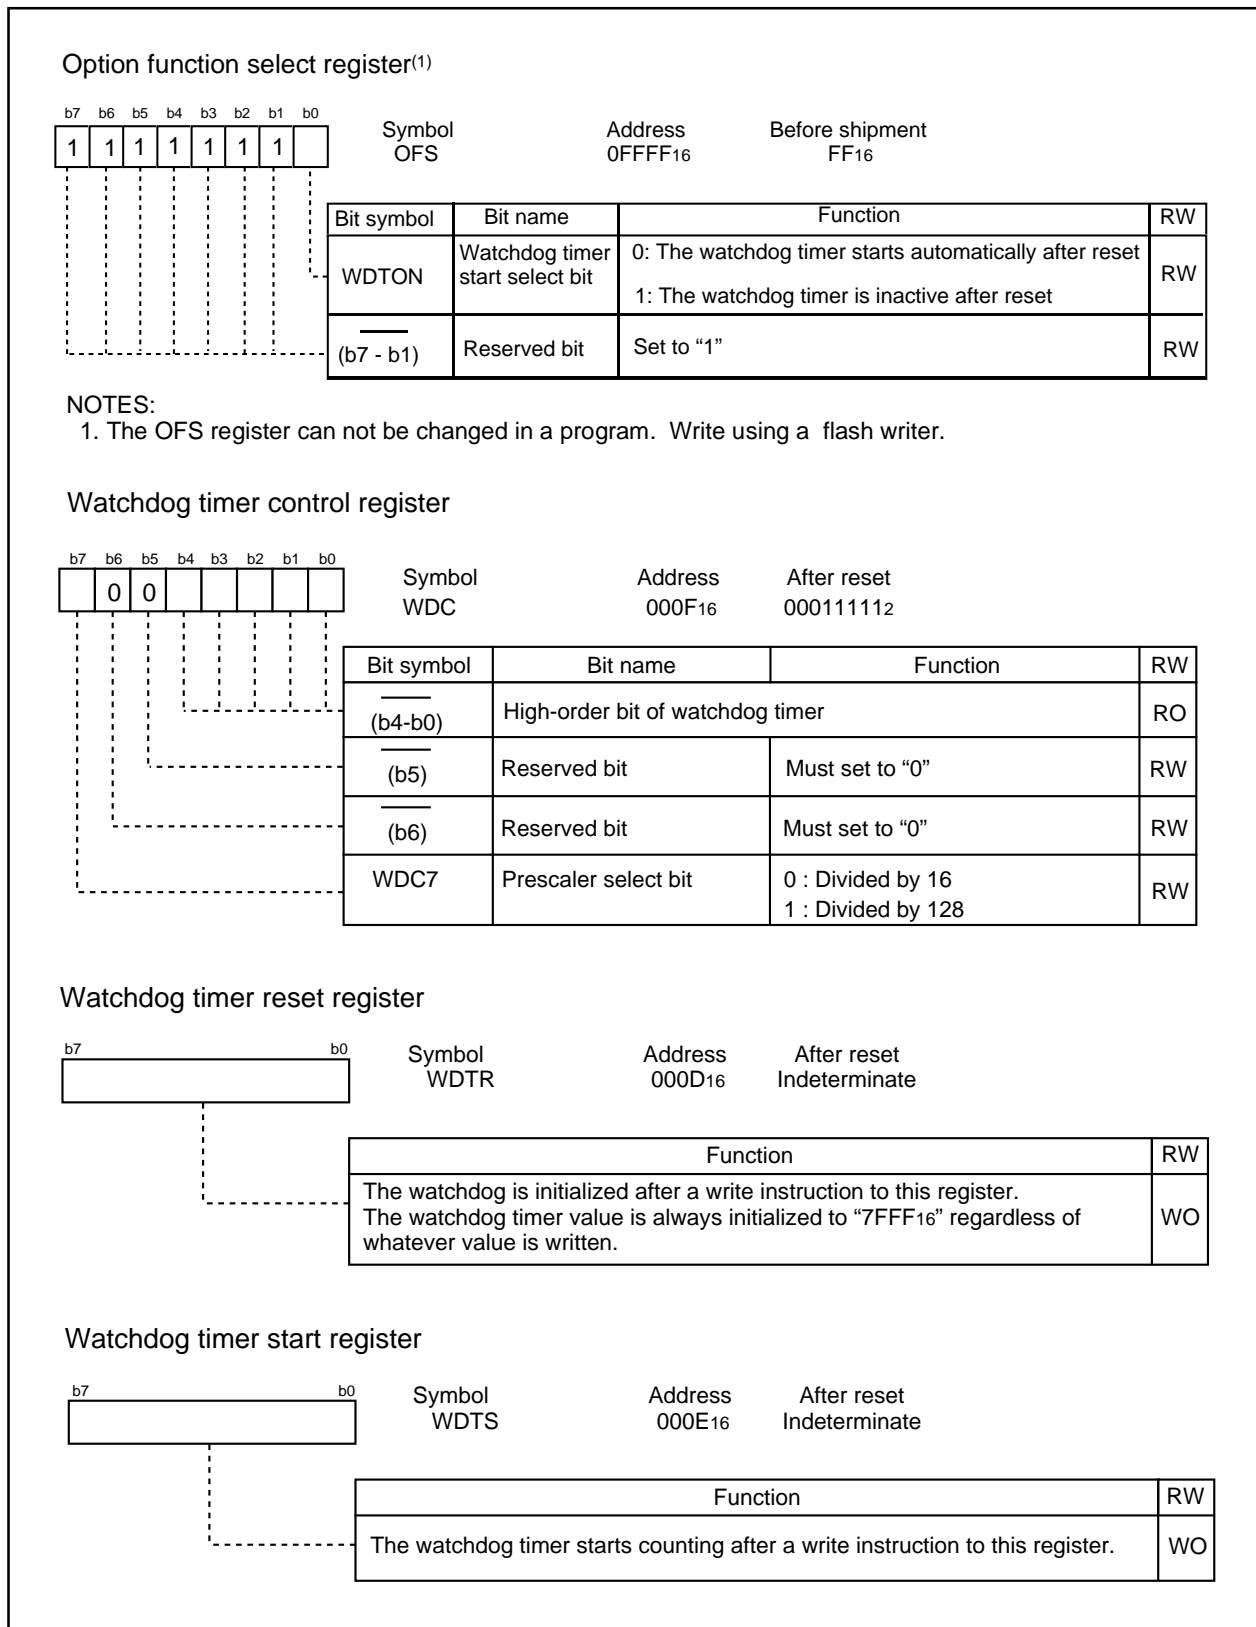 Option function select register(1)
b7 b6 b5 b4 b3 b2 b1 b0
1 1 1 1 1 1 1
Symbol Address Before shipment
OFS 0FFFF16 FF16
Bit symbol Bit name Function RW
WDTON Watchdog timer start select bit 0: The watchdog timer starts automatically after reset RW
1: The watchdog timer is inactive after reset
(b7 - b1) Reserved bit Set to “1” RW
NOTES:
1. The OFS register can not be changed in a program. Write using a flash writer.
Watchdog timer control register
b7 b6 b5 b4 b3 b2 b1 b0
0 0
Symbol Address After reset
WDC 000F16 000111112
Bit symbol Bit name Function RW
(b4-b0) High-order bit of watchdog timer RO
(b5) Reserved bit Must set to “0” RW
(b6) Reserved bit Must set to “0” RW
WDC7 Prescaler select bit 0 : Divided by 16 RW
1 : Divided by 128
Watchdog timer reset register
b7 b0
Symbol Address After reset
WDTR 000D16 Indeterminate
Function RW
The watchdog is initialized after a write instruction to this register.
The watchdog timer value is always initialized to “7FFF16” regardless of WO
whatever value is written.
Watchdog timer start register
b7 b0
Symbol Address After reset
WDTS 000E16 Indeterminate
Function RW
The watchdog timer starts counting after a write instruction to this register. WO